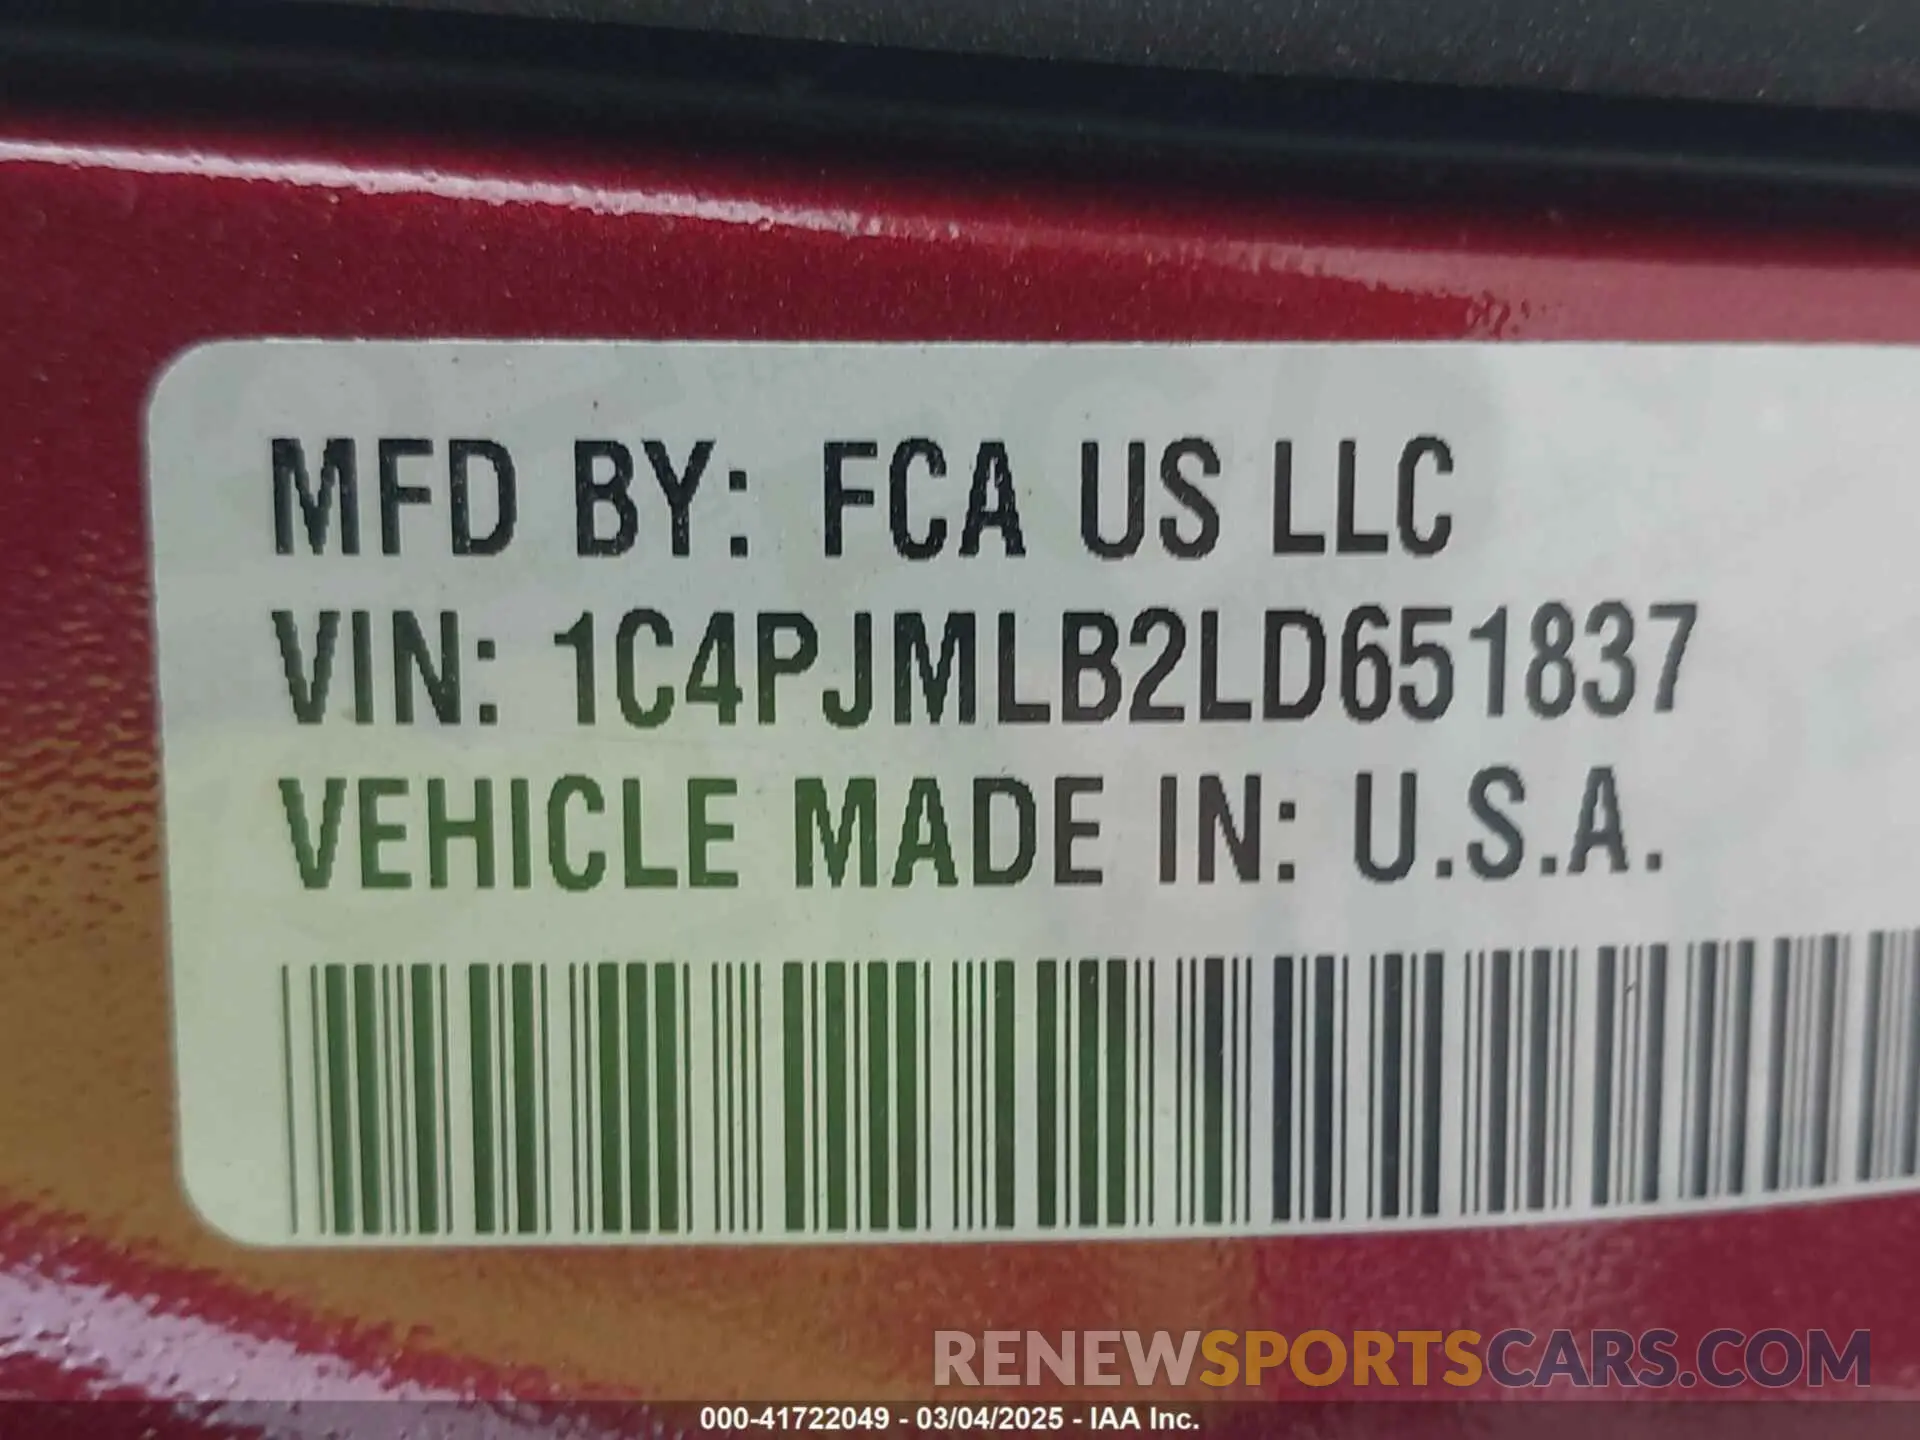 MFD BY: FCA US LLC
VIN: 1C4PJMLB2LD651837
VEHICLE MADE IN: U.S.A.
RENEWSPORTSCARS.COM
000-41722049 - 03/04/2025 - IAA Inc.